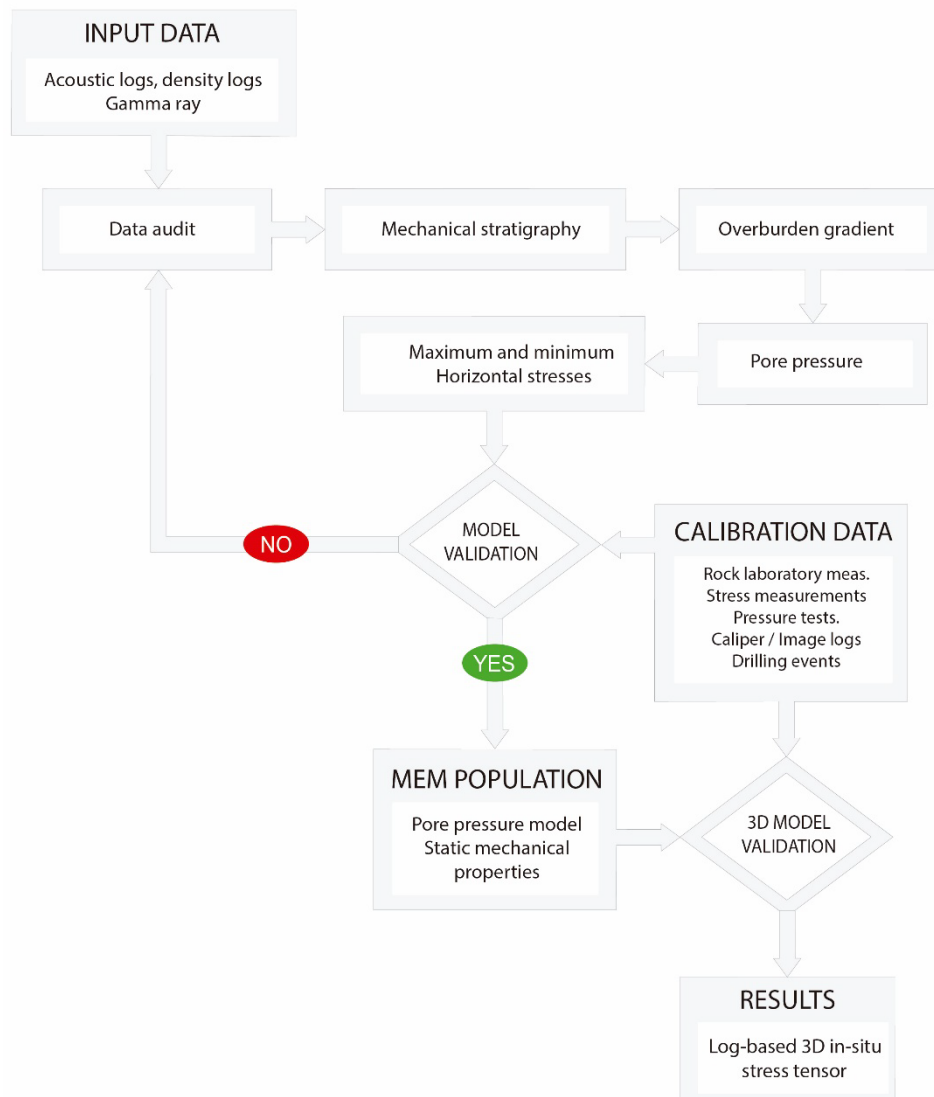 INPUT DATA
Acoustic logs, density logs
Gamma ray
Data audit
Mechanical stratigraphy
Overburden gradient
Maximum and minimum
Horizontal stresses
Pore pressure
MODEL
VALIDATION
NO
YES
CALIBRATION DATA
Rock laboratory meas.
Stress measurements
Pressure tests.
Caliper / Image logs
Drilling events
MEM POPULATION
Pore pressure model
Static mechanical
properties
3D MODEL
VALIDATION
RESULTS
Log-based 3D in-situ
stress tensor